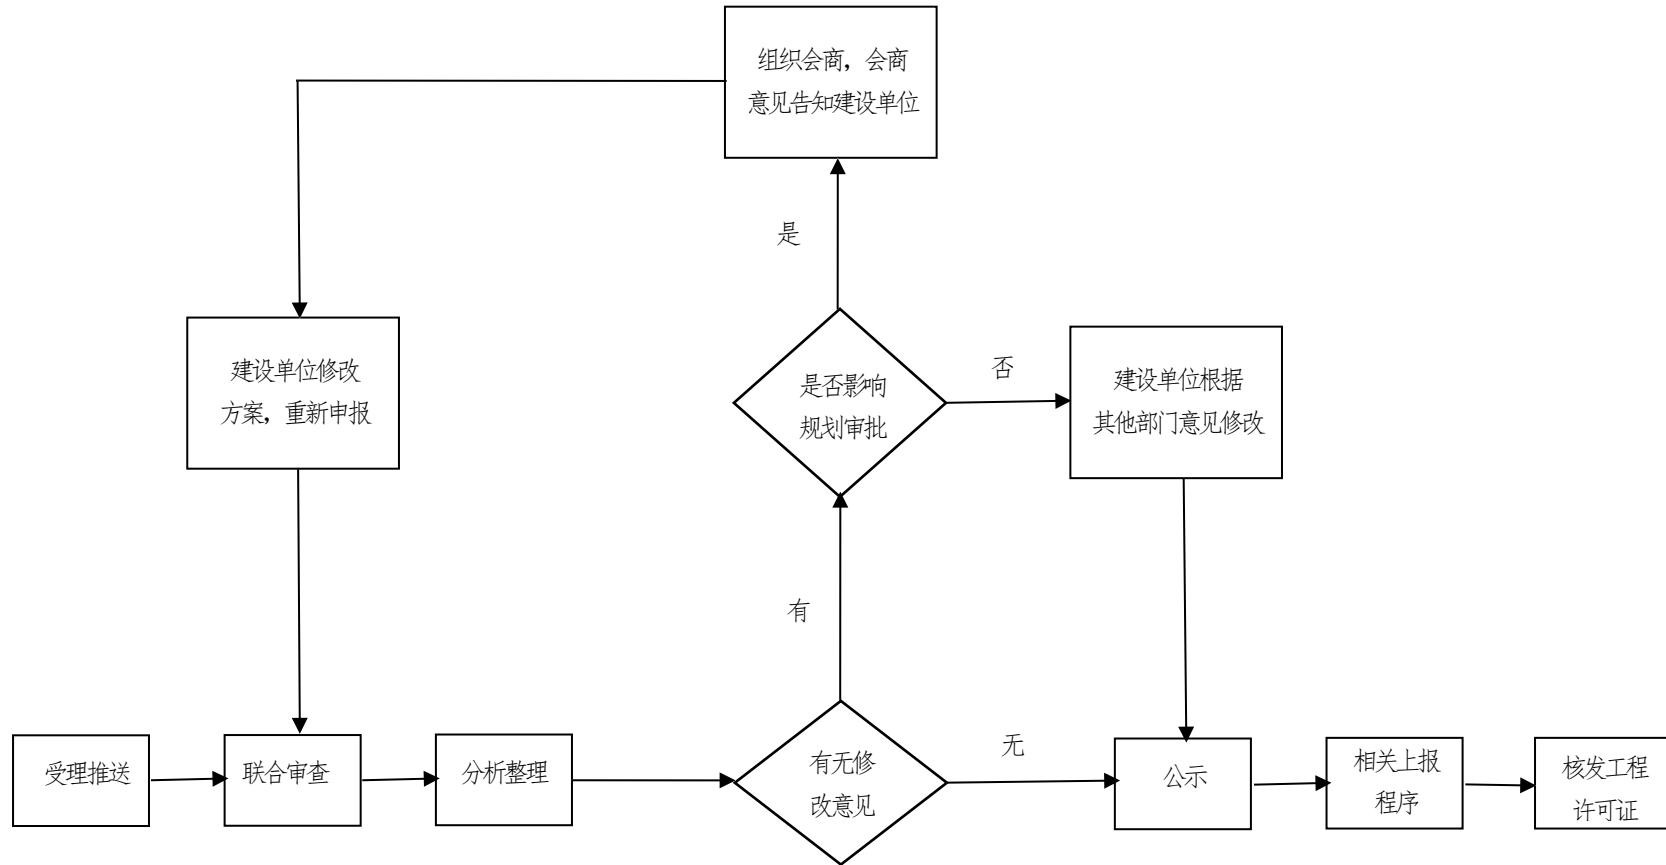 组织会商，会商
意见告知建设单位
是
建设单位修改
方案，重新申报
是否影响
规划审批
否
建设单位根据
其他部门意见修改
有
受理推送
联合审查
分析整理
有无修
改意见
无
公示
相关上报
程序
核发工程
许可证